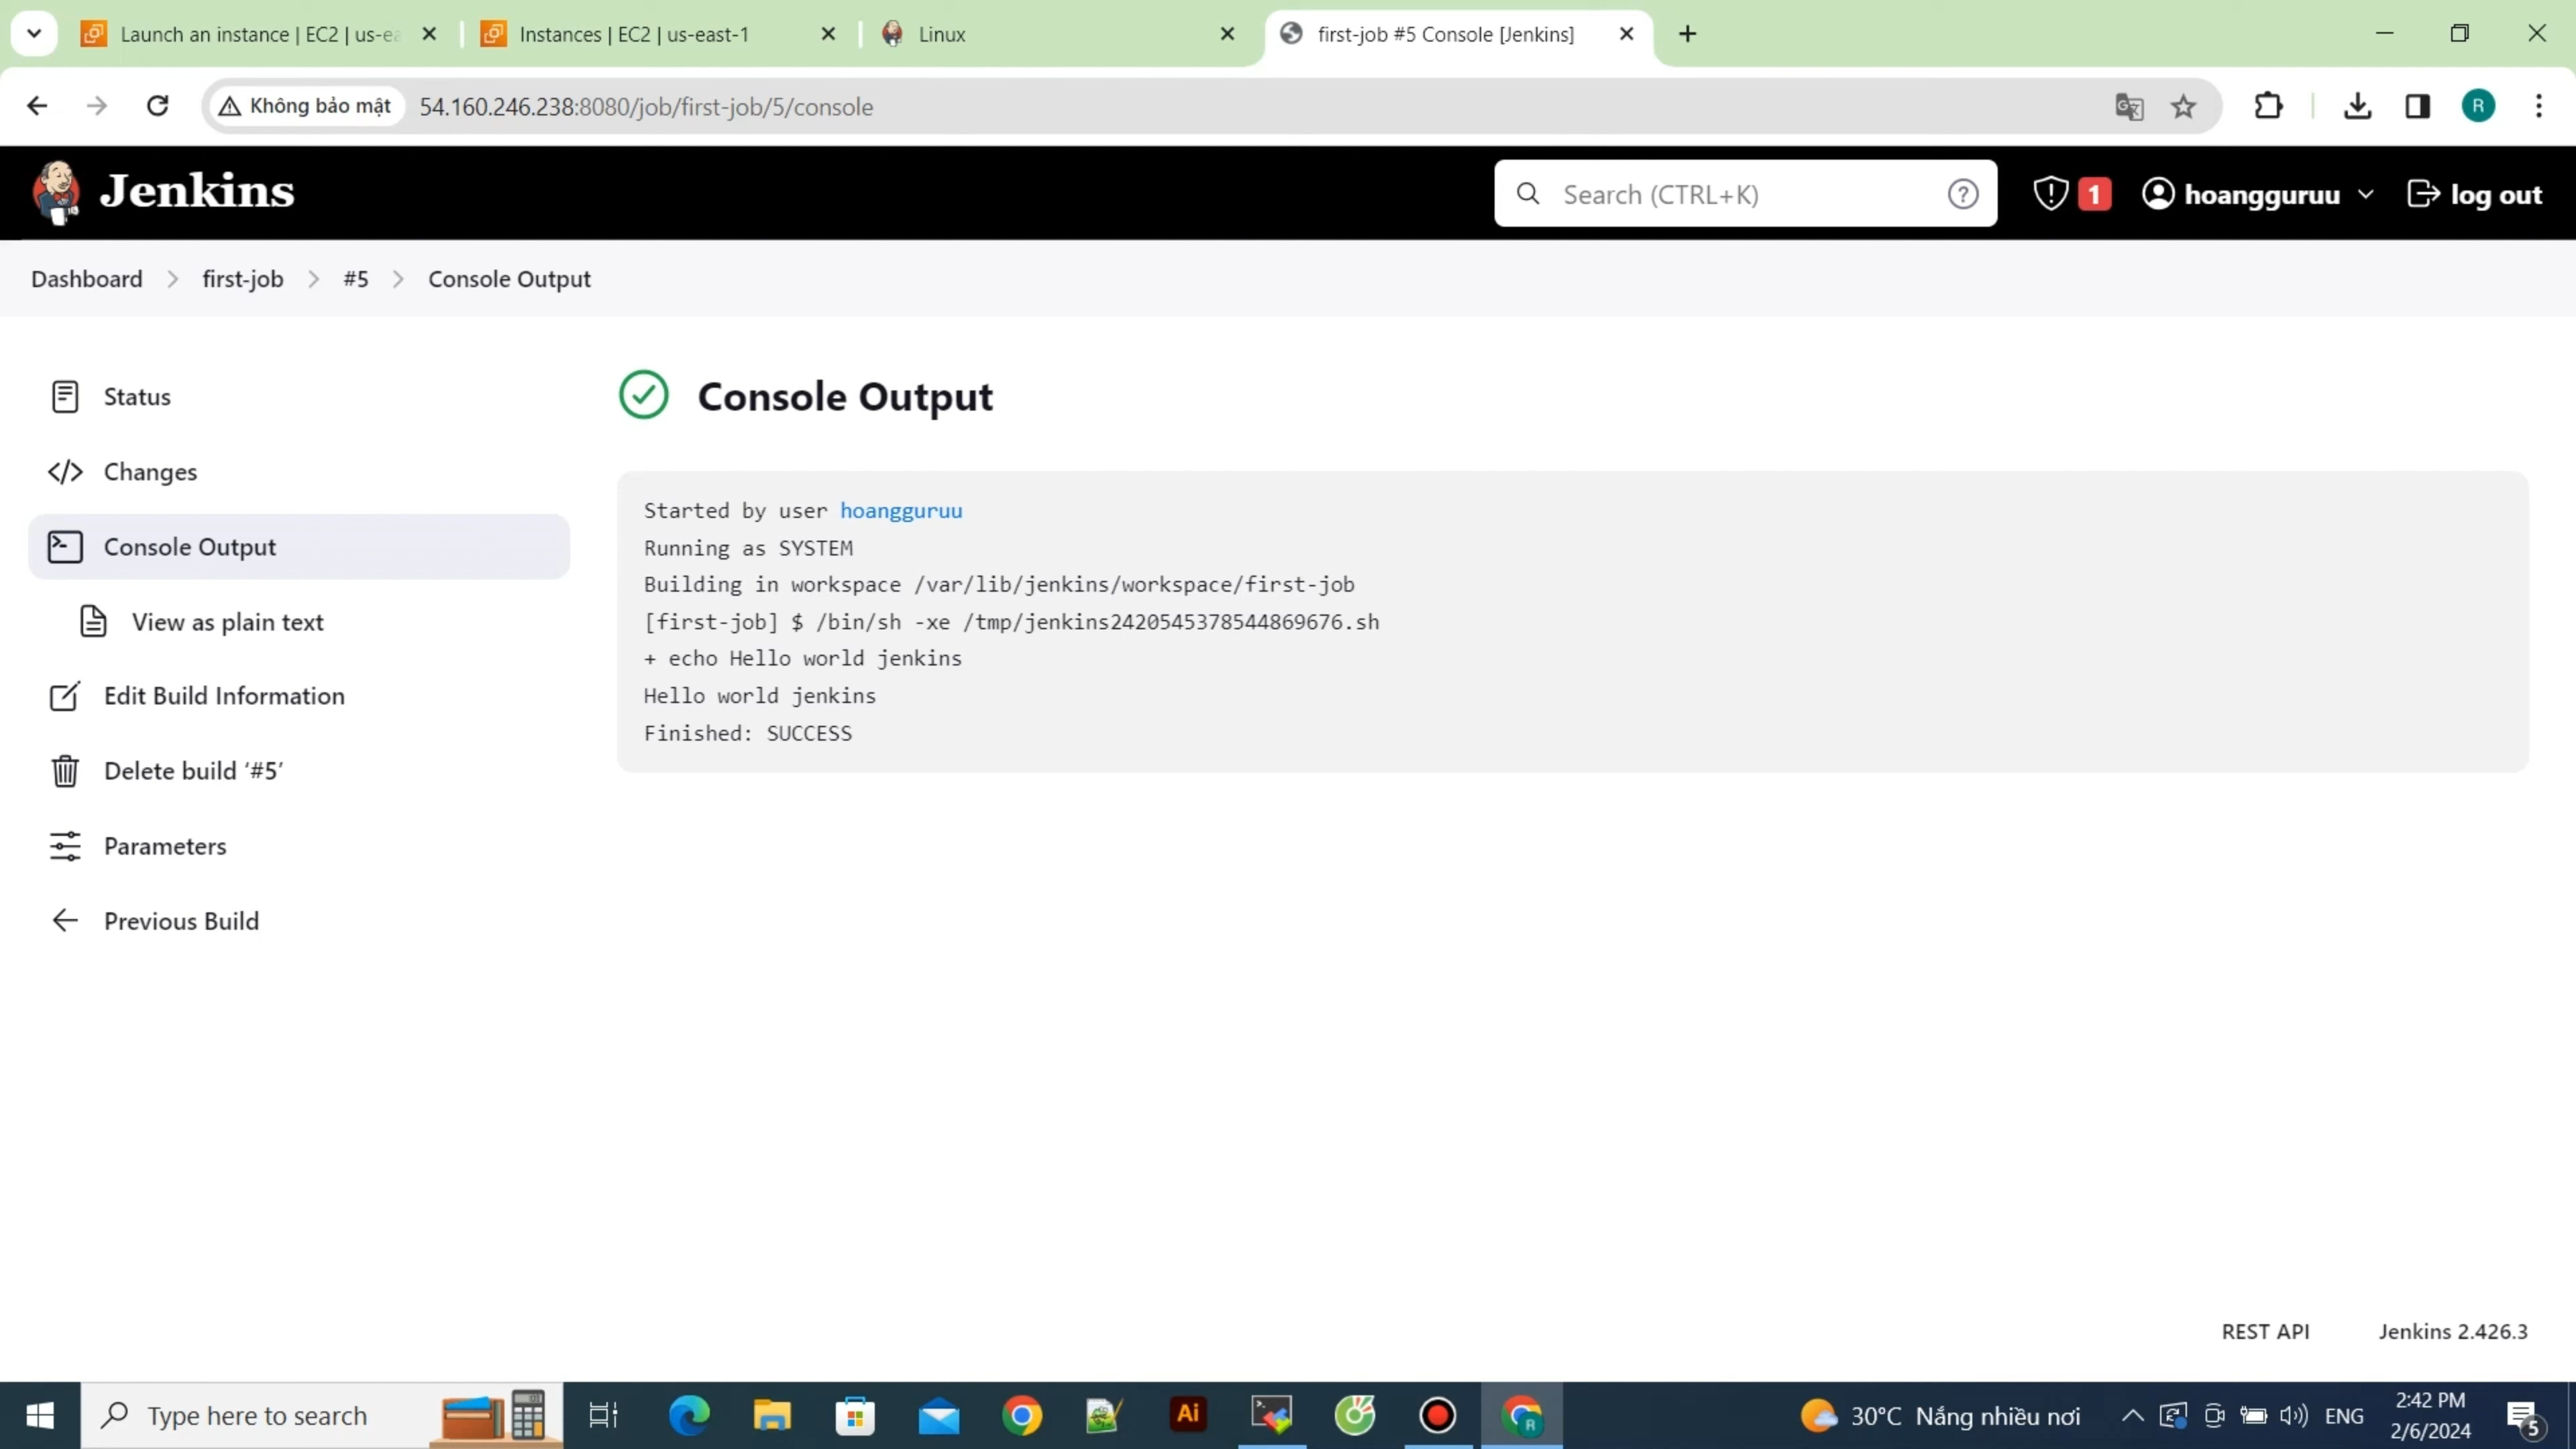 Launch an instance | EC2 | us-ea
Instances | EC2 | us-east-1
Linux
first-job #5 Console [Jenkins]
Không bảo mật
54.160.246.238:8080/job/first-job/5/console
R
Jenkins
Search (CTRL+K)
1
hoangguruu
log out
Dashboard
first-job
#5
Console Output
Status
Changes
Console Output
View as plain text
Edit Build Information
Delete build ‘#5’
Parameters
Previous Build
Console Output
Started by user hoangguruu
Running as SYSTEM
Building in workspace /var/lib/jenkins/workspace/first-job
[first-job] $ /bin/sh -xe /tmp/jenkins2420545378544869676.sh
+ echo Hello world jenkins
Hello world jenkins
Finished: SUCCESS
REST API
Jenkins 2.426.3
Type here to search
Ai
R
30°C Nắng nhiều nơi
ENG
2:42 PM
2/6/2024
5